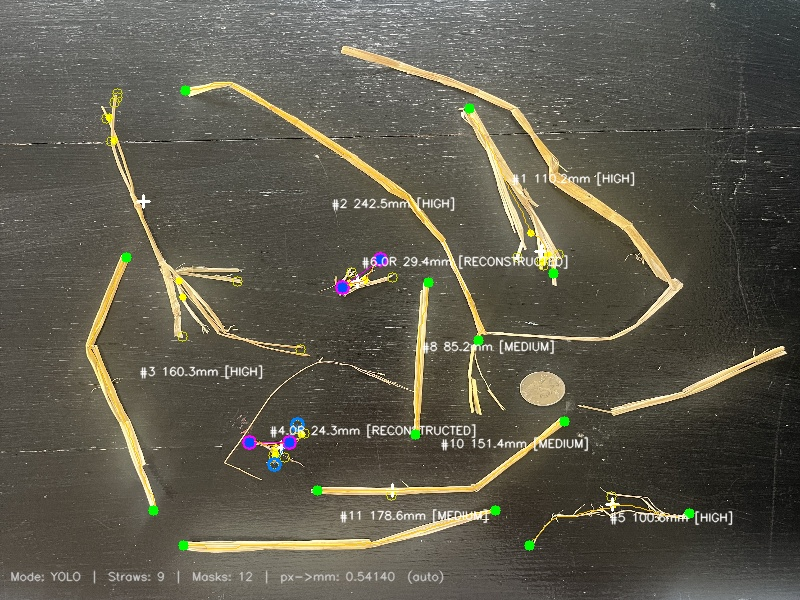 #1 110.2mm [HIGH]
#2 242.5mm [HIGH]
#6.0R 29.4mm [RECONSTRUCTED]
#8 85.2mm [MEDIUM]
#3 160.3mm [HIGH]
#4.0R 24.3mm [RECONSTRUCTED]
#10 151.4mm [MEDIUM]
#11 178.6mm [MEDIUM]
#5 100.6mm [HIGH]
Mode: YOLO | Straws: 9 | Masks: 12 | px->mm: 0.54140 (auto)